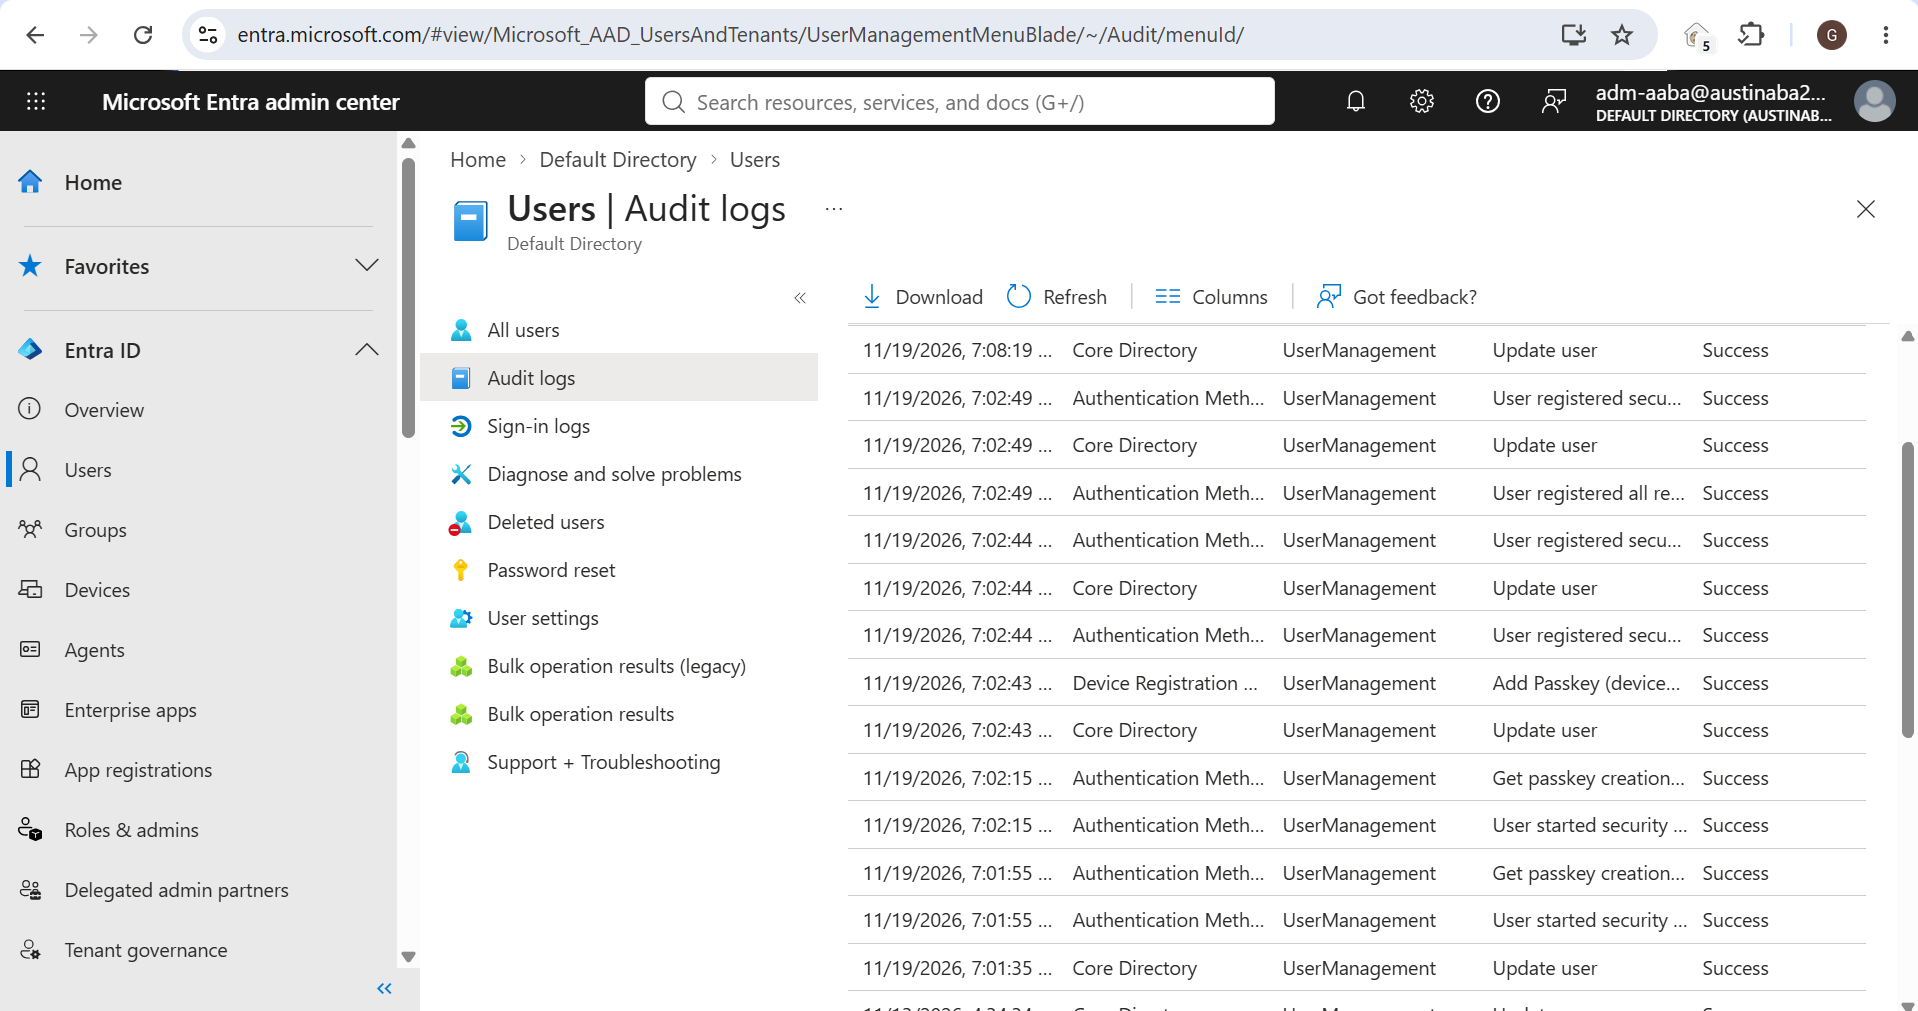 entra.microsoft.com/#view/Microsoft_AAD_UsersAndTenants/UserManagementMenuBlade/~/Audit/menuId/
5
G
Microsoft Entra admin center
Search resources, services, and docs (G+/)
adm-aaba@austinaba2...
DEFAULT DIRECTORY (AUSTINAB...
Home
Favorites
Entra ID
Overview
Users
Groups
Devices
Agents
Enterprise apps
App registrations
Roles & admins
Delegated admin partners
Tenant governance
Home > Default Directory > Users
Users | Audit logs ...
Default Directory
All users
Audit logs
Sign-in logs
Diagnose and solve problems
Deleted users
Password reset
User settings
Bulk operation results (legacy)
Bulk operation results
Support + Troubleshooting
Download Refresh Columns Got feedback?
11/19/2026, 7:08:19 ... Core Directory UserManagement Update user Success
11/19/2026, 7:02:49 ... Authentication Meth... UserManagement User registered secu... Success
11/19/2026, 7:02:49 ... Core Directory UserManagement Update user Success
11/19/2026, 7:02:49 ... Authentication Meth... UserManagement User registered all re... Success
11/19/2026, 7:02:44 ... Authentication Meth... UserManagement User registered secu... Success
11/19/2026, 7:02:44 ... Core Directory UserManagement Update user Success
11/19/2026, 7:02:44 ... Authentication Meth... UserManagement User registered secu... Success
11/19/2026, 7:02:43 ... Device Registration ... UserManagement Add Passkey (device... Success
11/19/2026, 7:02:43 ... Core Directory UserManagement Update user Success
11/19/2026, 7:02:15 ... Authentication Meth... UserManagement Get passkey creation... Success
11/19/2026, 7:02:15 ... Authentication Meth... UserManagement User started security ... Success
11/19/2026, 7:01:55 ... Authentication Meth... UserManagement Get passkey creation... Success
11/19/2026, 7:01:55 ... Authentication Meth... UserManagement User started security ... Success
11/19/2026, 7:01:35 ... Core Directory UserManagement Update user Success